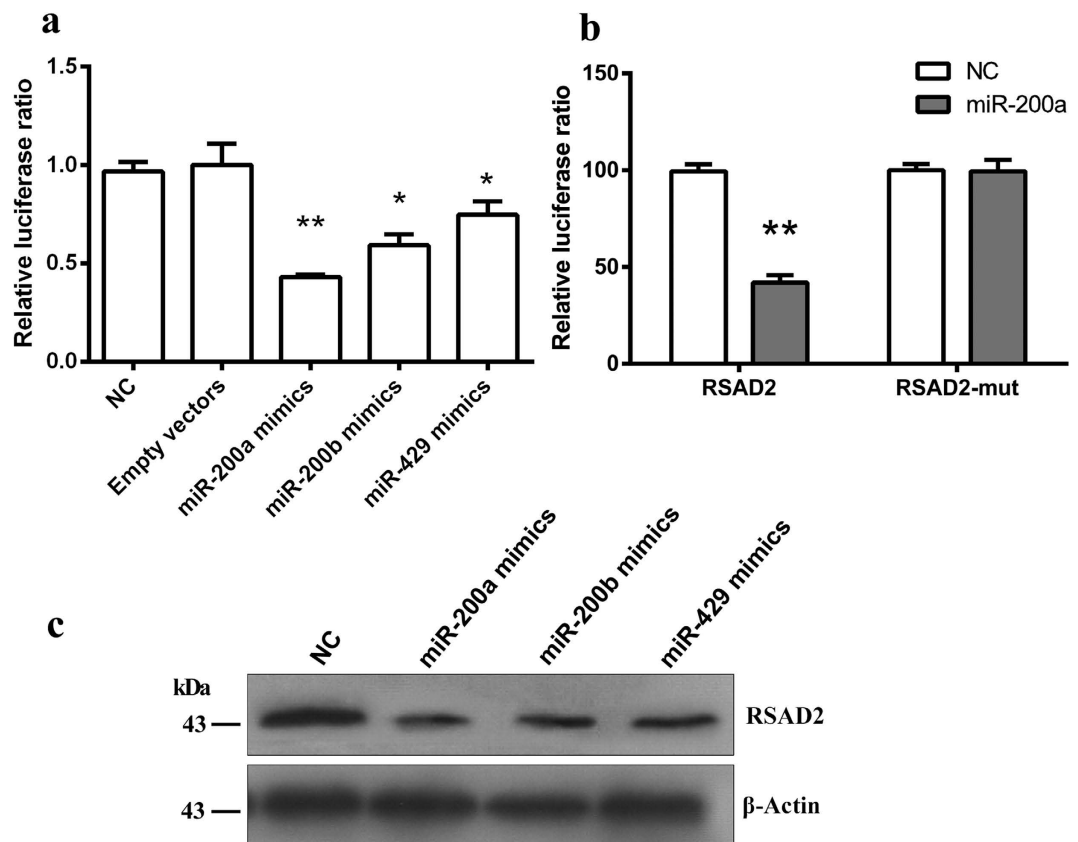 a
Relative luciferase ratio
1.5
1.0
0.5
0.0
**
*
*
NC
Empty vectors
miR-200a mimics
miR-200b mimics
miR-429 mimics
b
Relative luciferase ratio
150
100
50
0
NC
miR-200a
**
RSAD2
RSAD2-mut
c
NC
miR-200a mimics
miR-200b mimics
miR-429 mimics
kDa
43
RSAD2
43
β-Actin